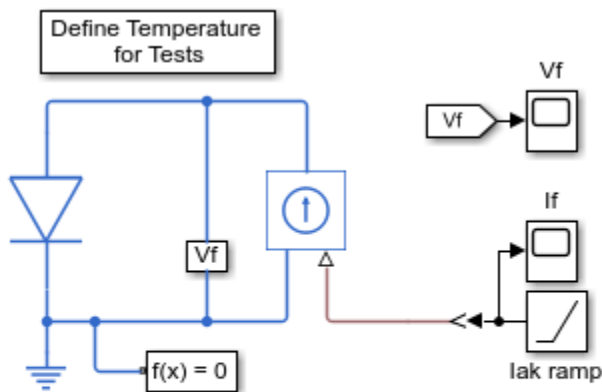 Define Temperature
for Tests
Vf
Vf
If
Vf
f(x) = 0
Iak ramp